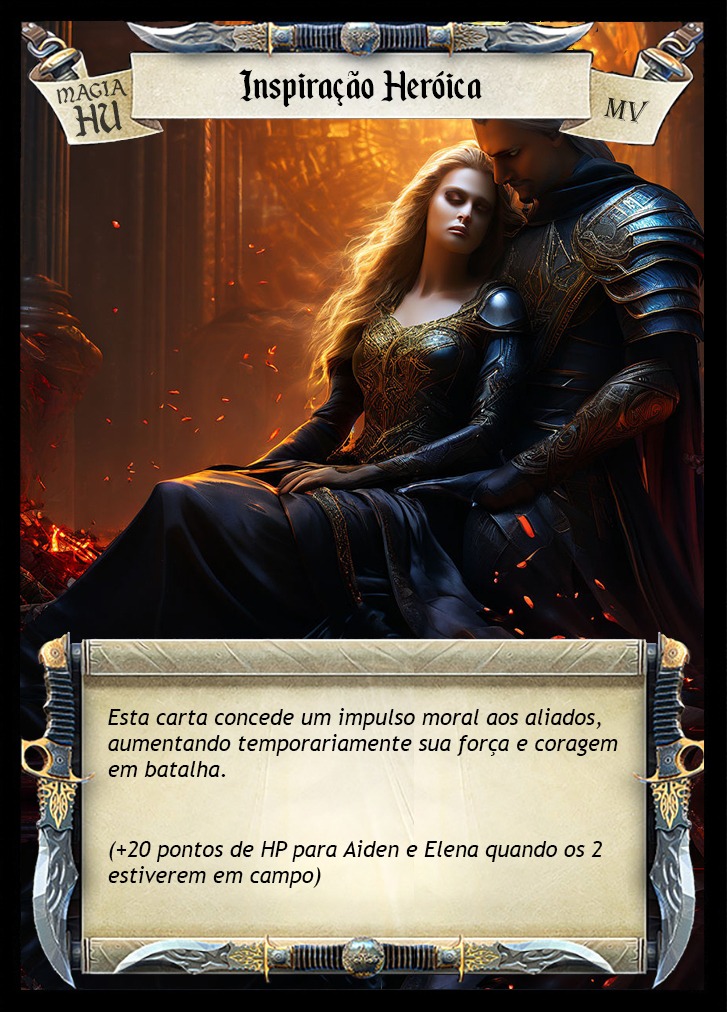 MAGIA
HU
Inspiração Heróica
MV
Esta carta concede um impulso moral aos aliados,
aumentando temporariamente sua força e coragem
em batalha.
(+20 pontos de HP para Aiden e Elena quando os 2
estiverem em campo)